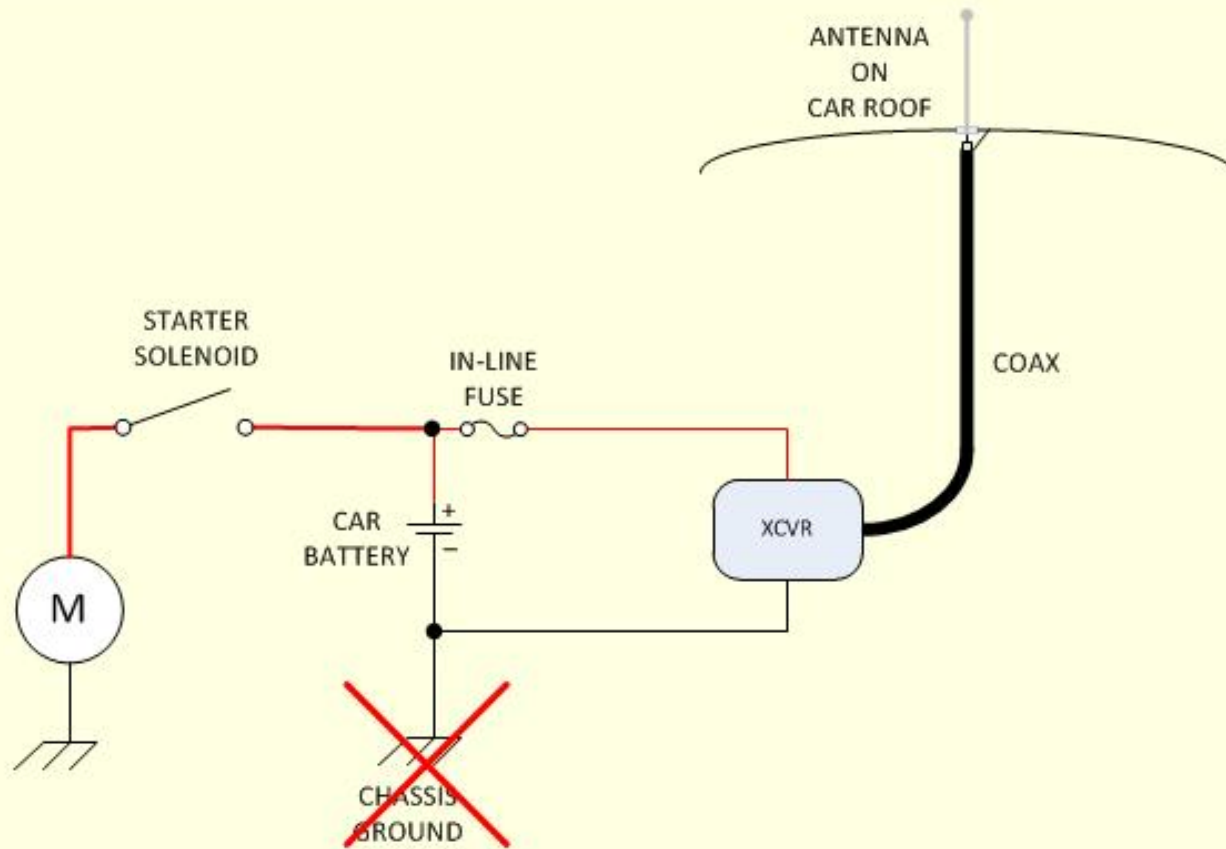 ANTENNA
ON
CAR ROOF
STARTER
SOLENOID
IN-LINE
FUSE
COAX
+
CAR
BATTERY
−
XCVR
M
CHASSIS
GROUND